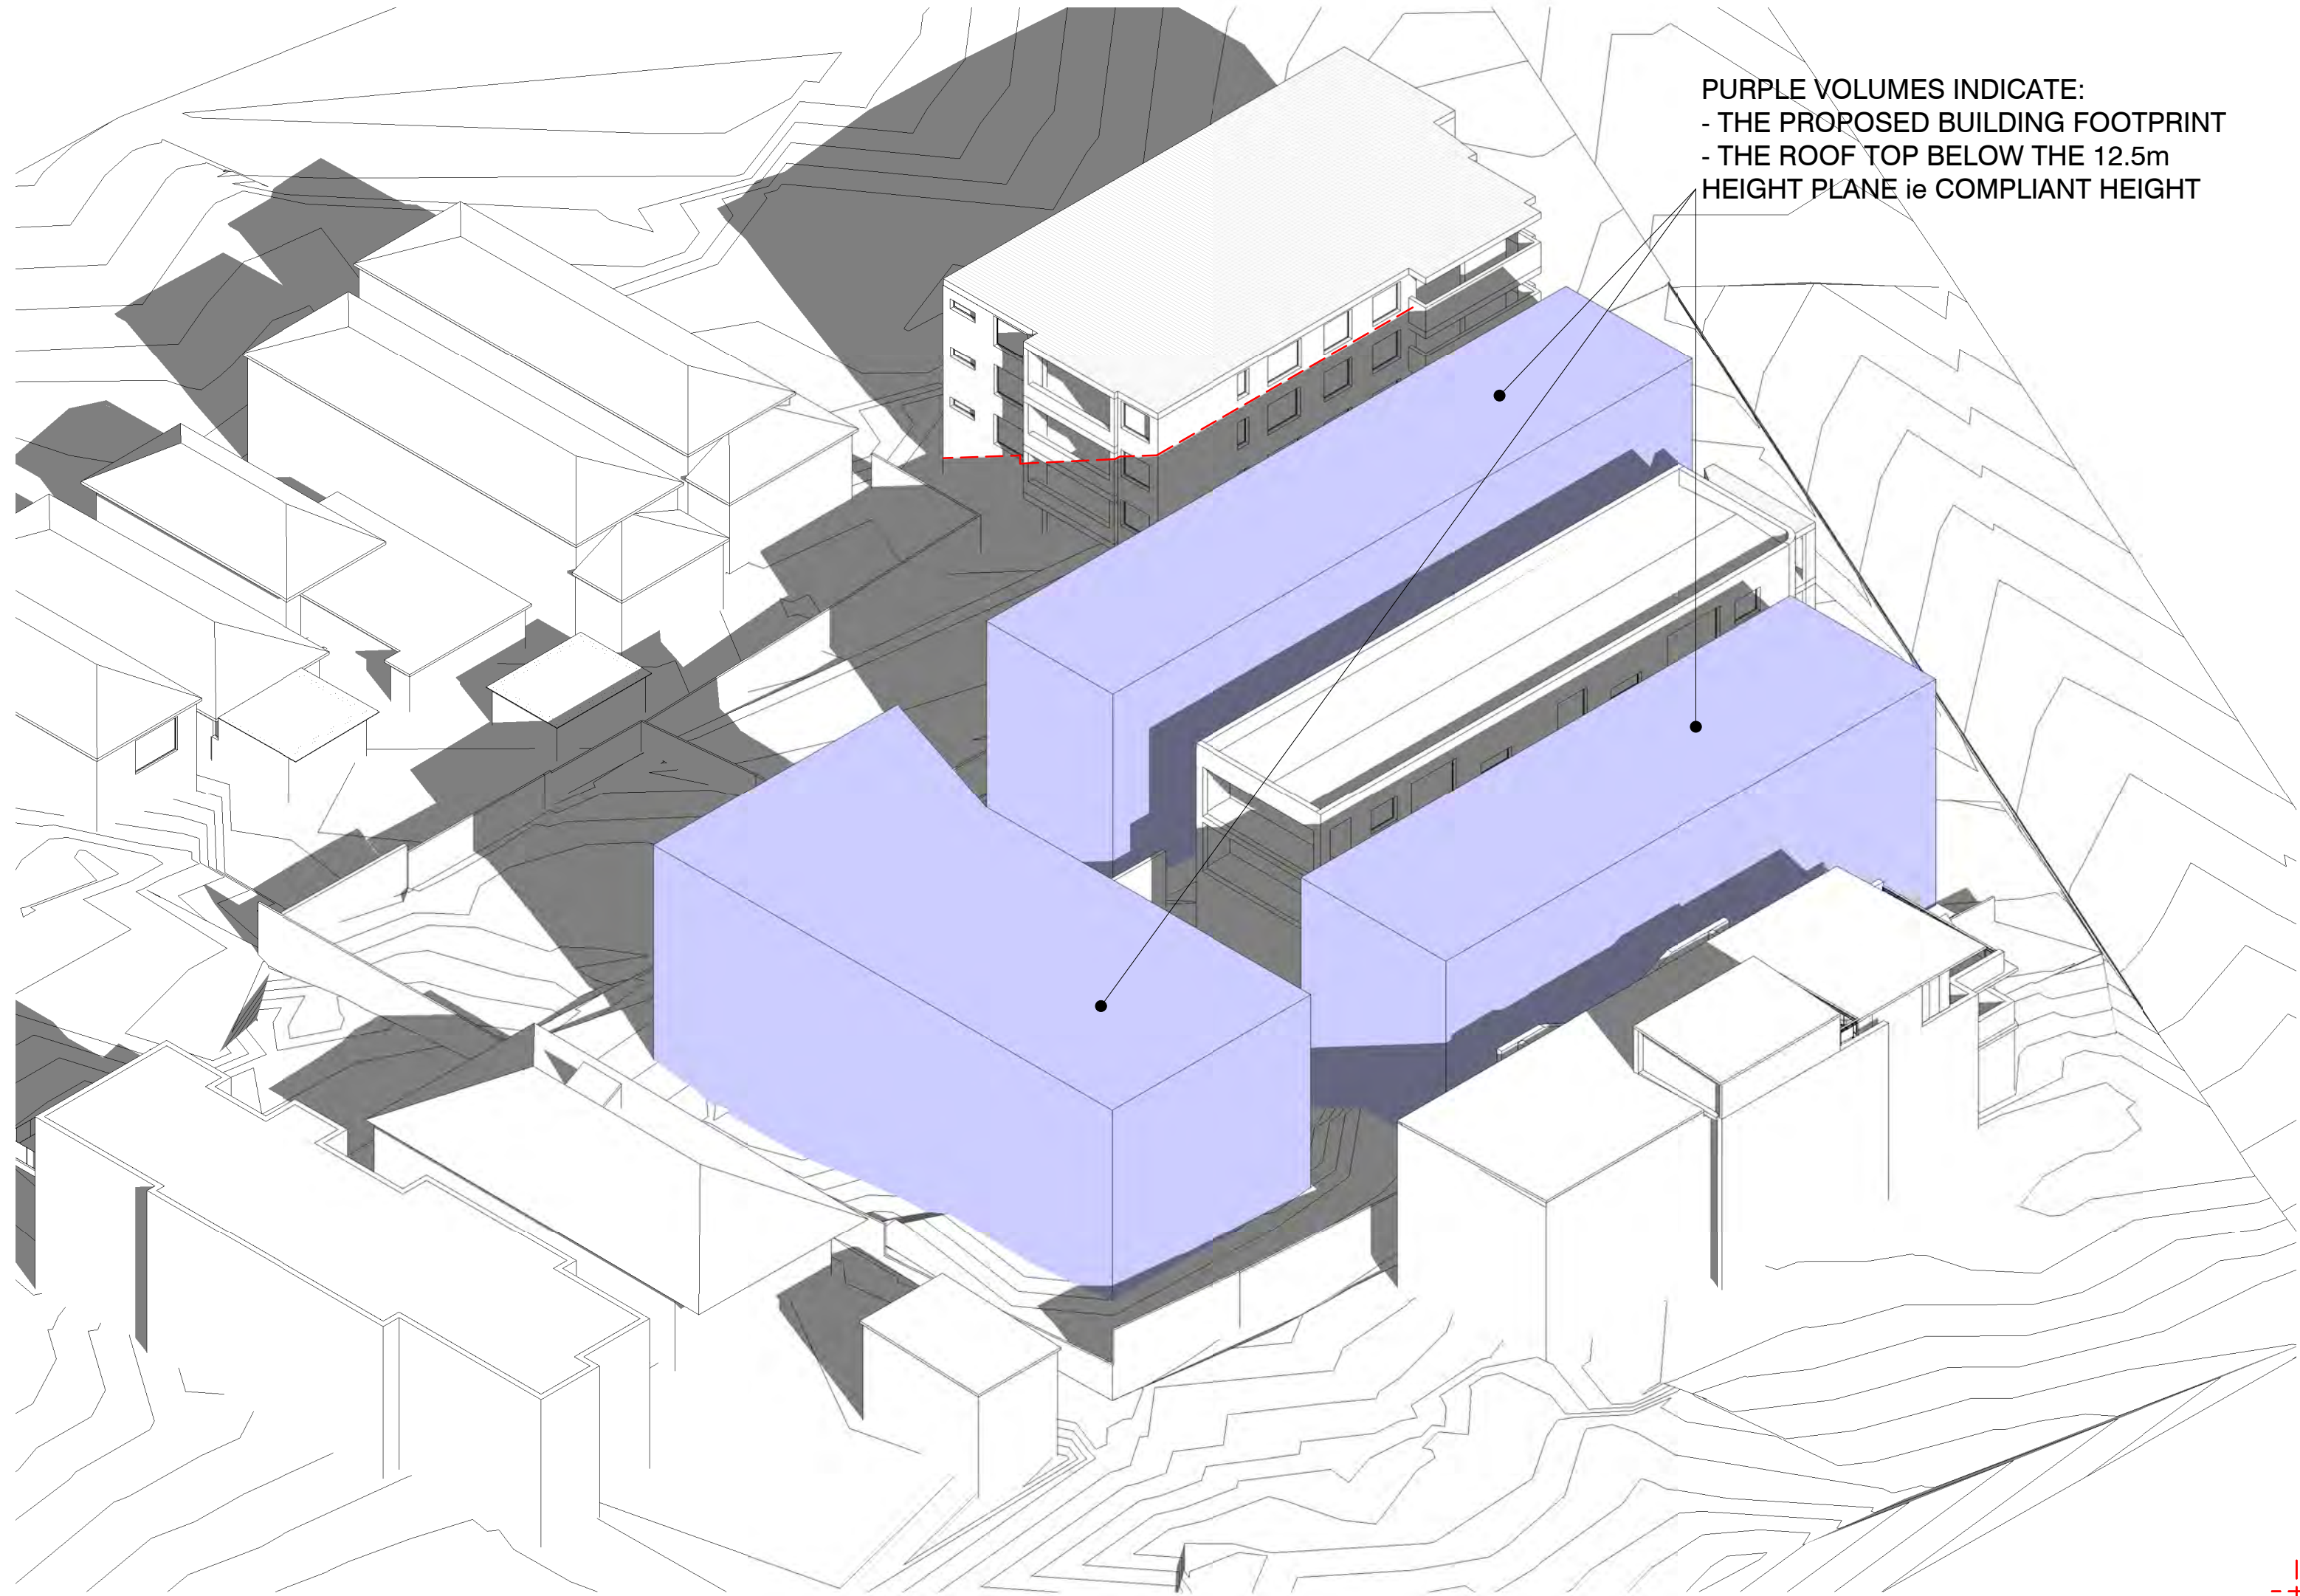 PURPLE VOLUMES INDICATE:
- THE PROPOSED BUILDING FOOTPRINT
- THE ROOF TOP BELOW THE 12.5m
HEIGHT PLANE ie COMPLIANT HEIGHT